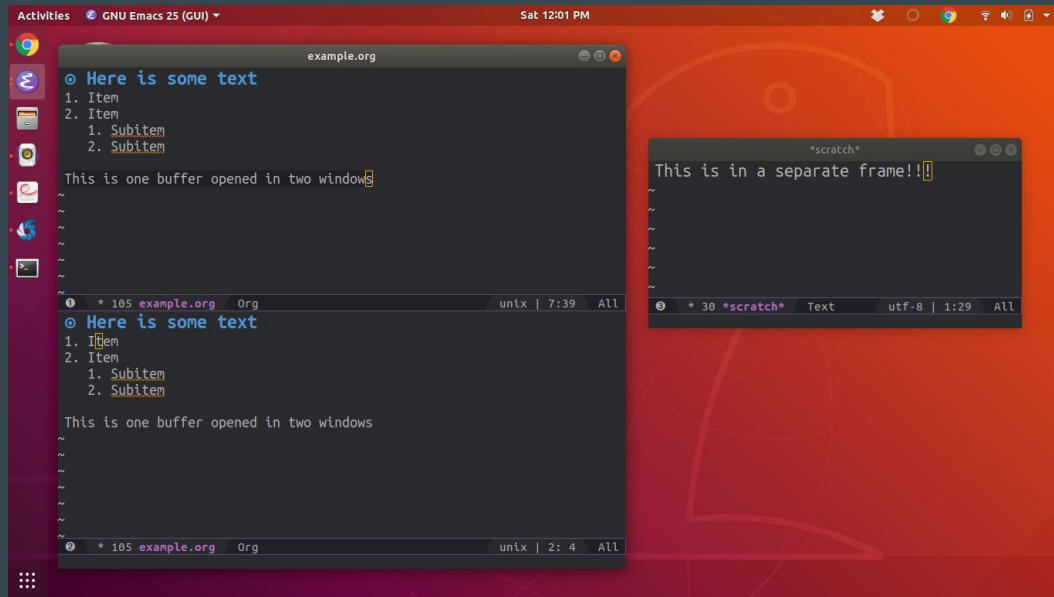 Activities GNU Emacs 25 (GUI) Sat 12:01 PM
example.org
Here is some text
1. Item
2. Item
1. Subitem
2. Subitem
This is one buffer opened in two windows
~
~
~
~
~
~
~
❶ * 105 example.org Org unix | 7:39 All
Here is some text
1. Item
2. Item
1. Subitem
2. Subitem
This is one buffer opened in two windows
~
~
~
~
~
~
~
❷ * 105 example.org Org unix | 2: 4 All
*scratch*
This is in a separate frame!!!
~
~
~
~
~
~
❸ * 30 *scratch* Text utf-8 | 1:29 All